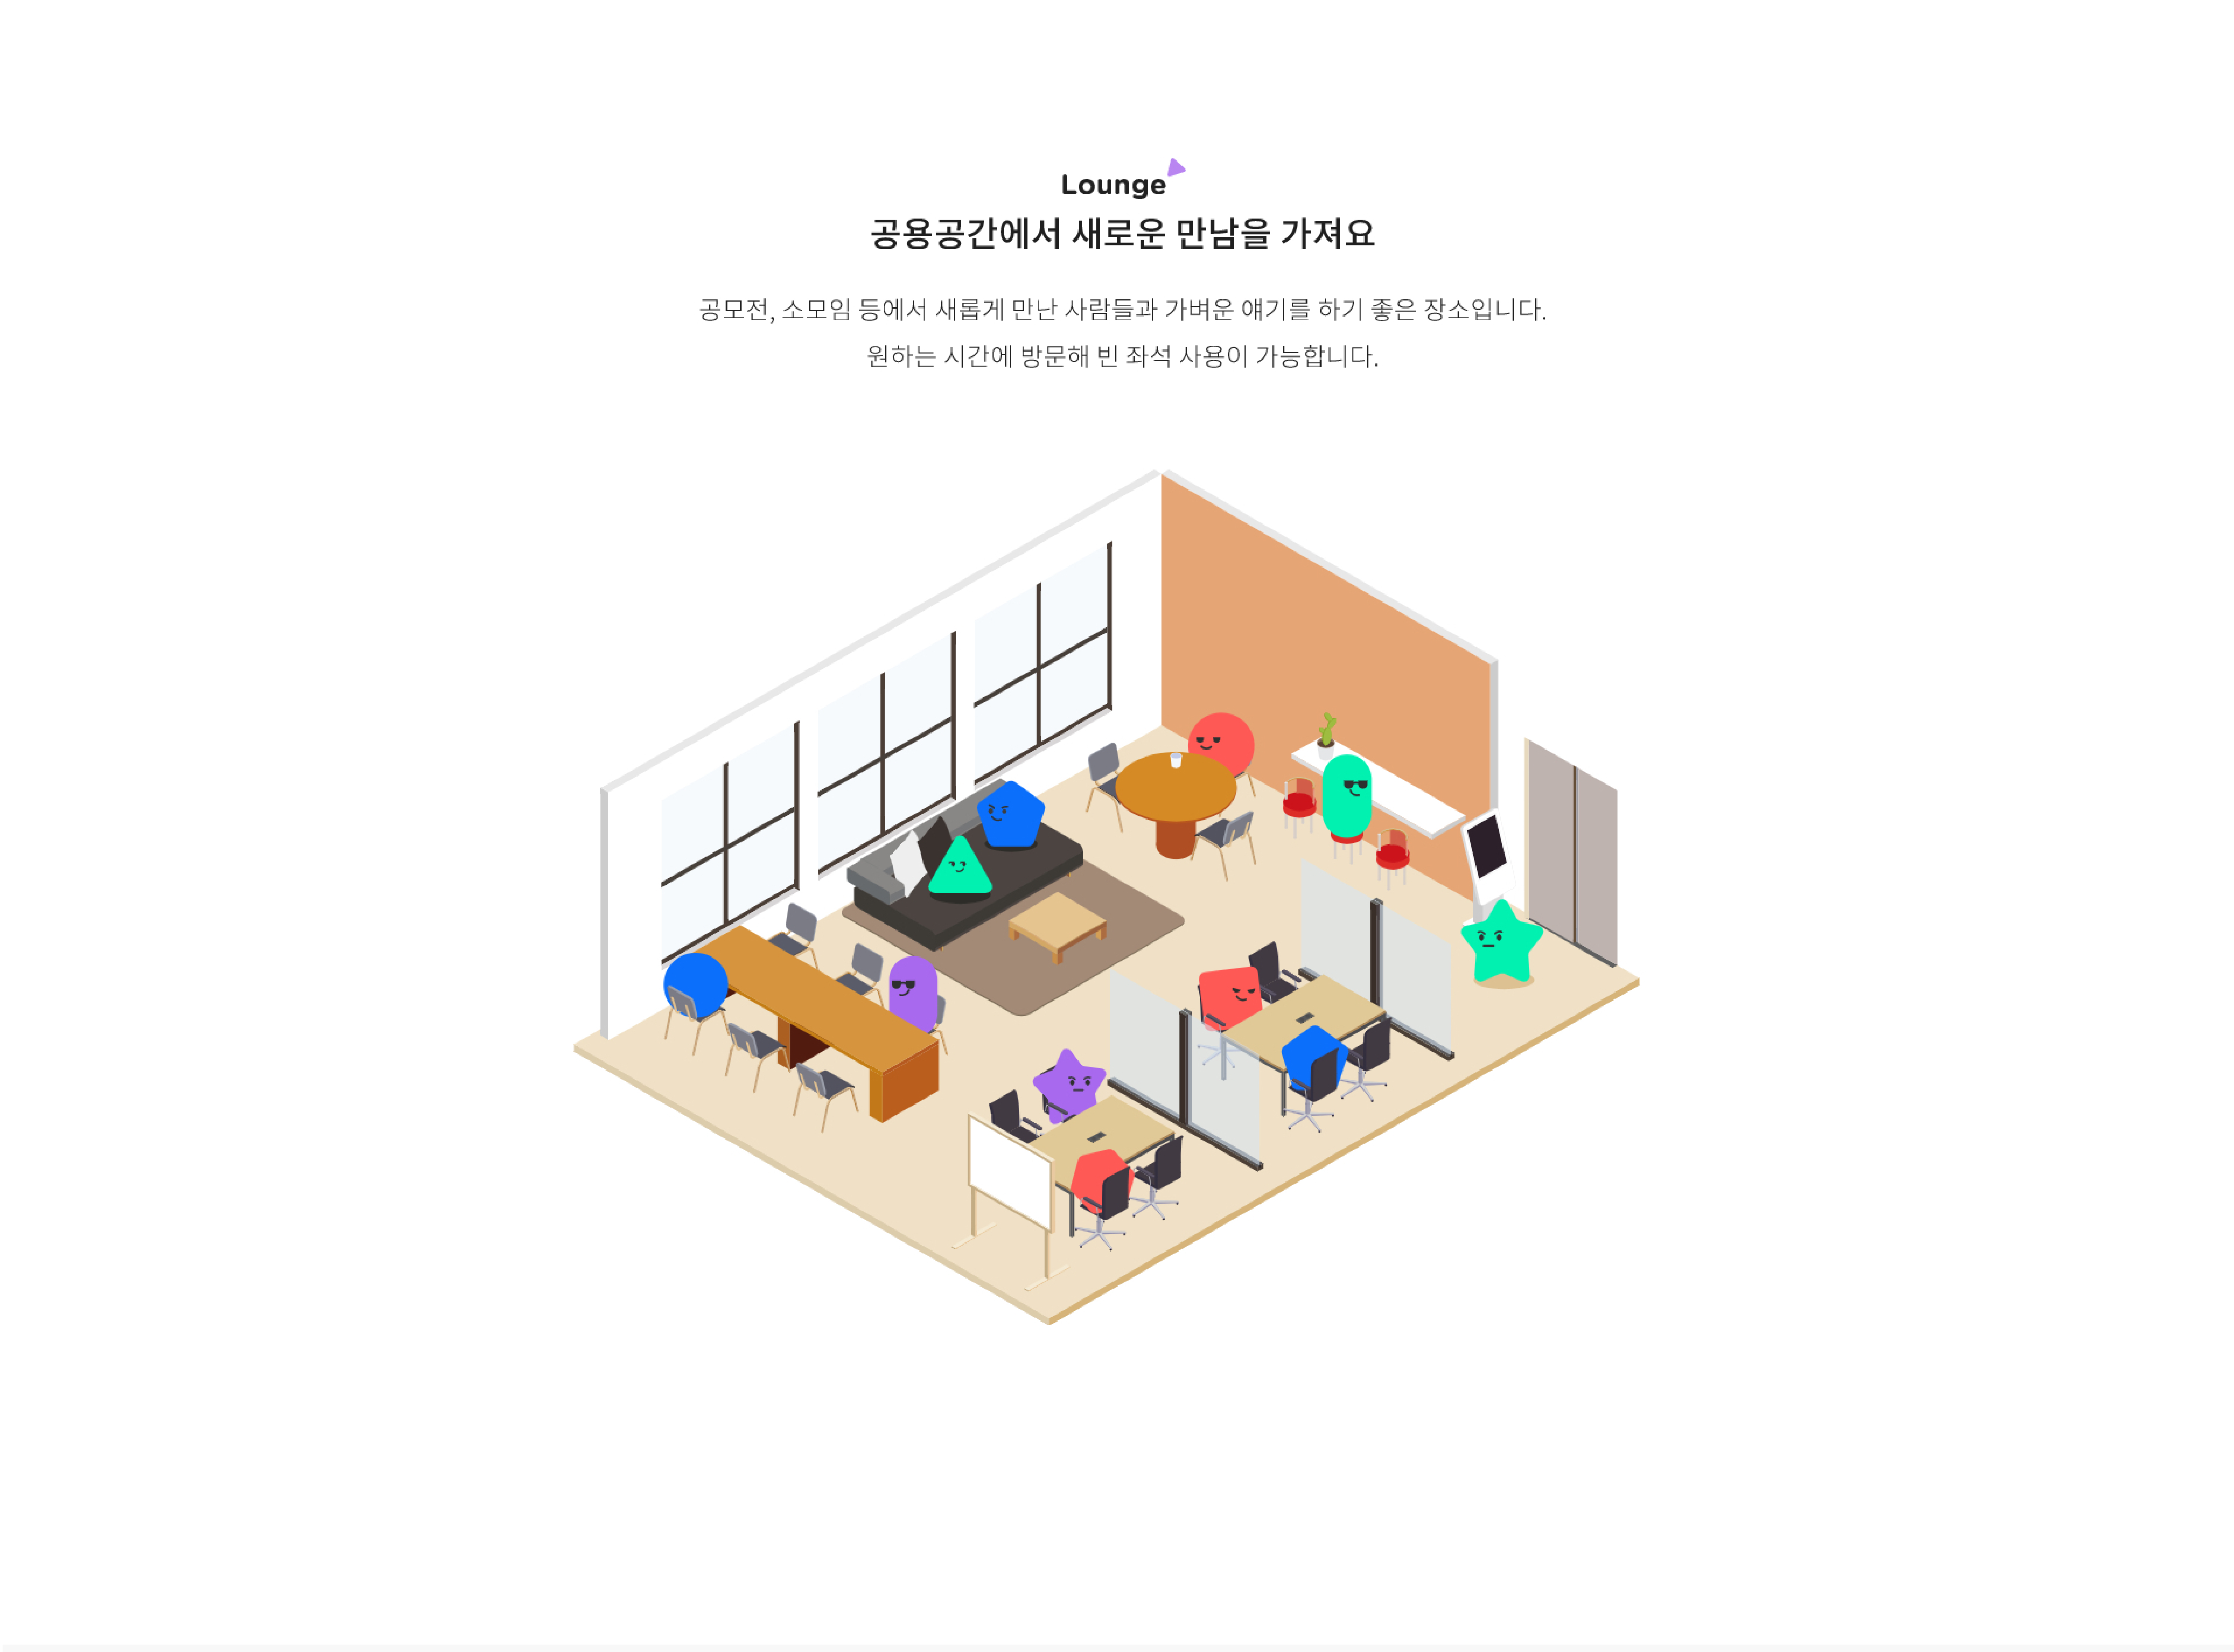 Lounge
공용공간에서 새로운 만남을 가져요
공모전, 소모임 등에서 새롭게 만난 사람들과 가벼운 얘기를 하기 좋은 장소입니다.
원하는 시간에 방문해 빈 좌석 사용이 가능합니다.